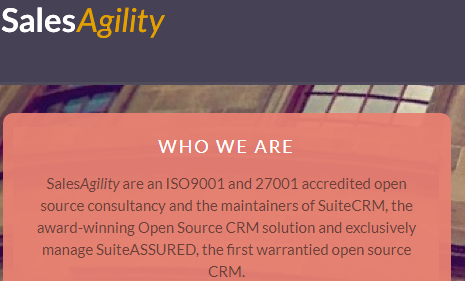 SalesAgility
WHO WE ARE
SalesAgility are an ISO9001 and 27001 accredited open
source consultancy and the maintainers of SuiteCRM, the
award-winning Open Source CRM solution and exclusively
manage SuiteASSURED, the first warrantied open source
CRM.